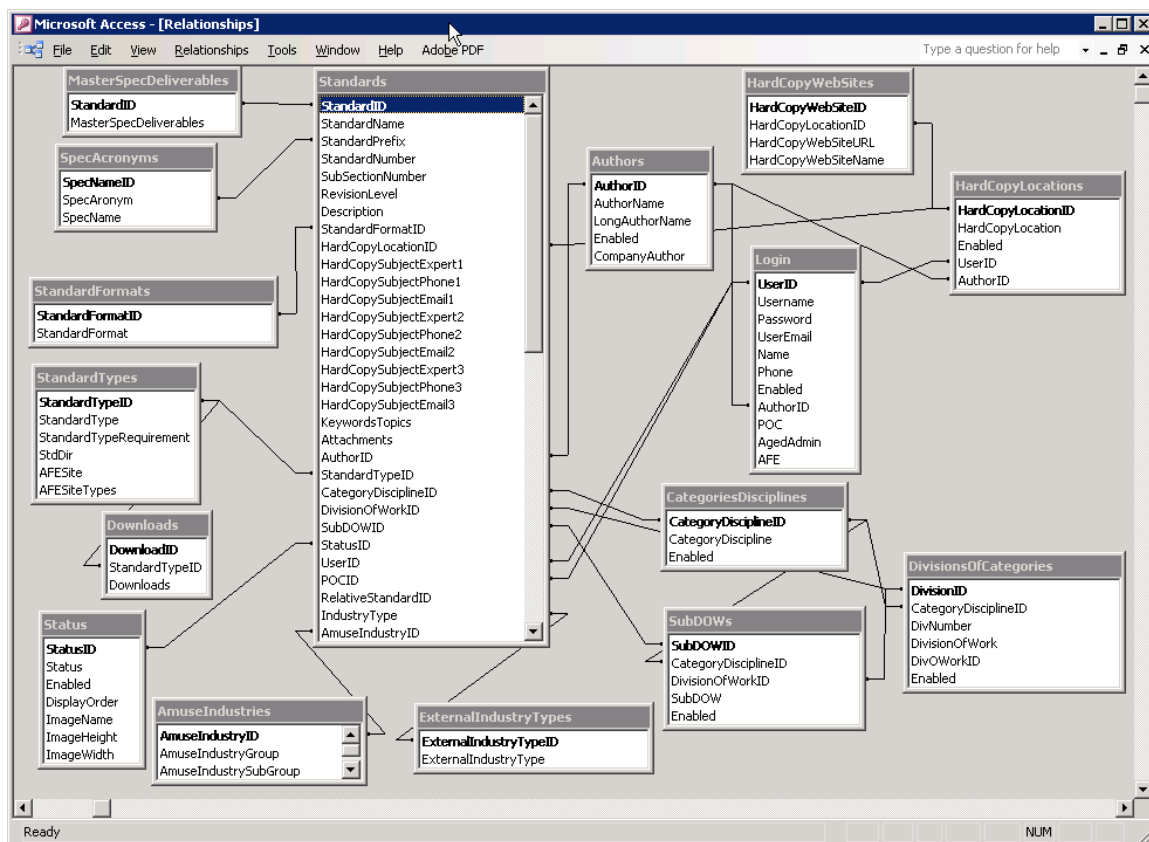 Microsoft Access - [Relationships]
File Edit View Relationships Tools Window Help Adobe PDF Type a question for help
MasterSpecDeliverables
StandardID
MasterSpecDeliverables
SpecAcronyms
SpecNameID
SpecAronym
SpecName
StandardFormats
StandardFormatID
StandardFormat
StandardTypes
StandardTypeID
StandardType
StandardTypeRequirement
StdDir
AFESite
AFESiteTypes
Downloads
DownloadID
StandardTypeID
Downloads
Status
StatusID
Status
Enabled
DisplayOrder
ImageName
ImageHeight
ImageWidth
AmuseIndustries
AmuseIndustryID
AmuseIndustryGroup
AmuseIndustrySubGroup
Standards
StandardID
StandardName
StandardPrefix
StandardNumber
SubSectionNumber
RevisionLevel
Description
StandardFormatID
HardCopyLocationID
HardCopySubjectExpert1
HardCopySubjectPhone1
HardCopySubjectEmail1
HardCopySubjectExpert2
HardCopySubjectPhone2
HardCopySubjectEmail2
HardCopySubjectExpert3
HardCopySubjectPhone3
HardCopySubjectEmail3
KeywordsTopics
Attachments
AuthorID
StandardTypeID
CategoryDisciplineID
DivisionOfWorkID
SubDOWID
StatusID
UserID
POCID
RelativeStandardID
IndustryType
AmuseIndustryID
ExternalIndustryTypes
ExternalIndustryTypeID
ExternalIndustryType
Authors
AuthorID
AuthorName
LongAuthorName
Enabled
CompanyAuthor
HardCopyWebSites
HardCopyWebSiteID
HardCopyLocationID
HardCopyWebSiteURL
HardCopyWebSiteName
HardCopyLocations
HardCopyLocationID
HardCopyLocation
Enabled
UserID
AuthorID
Login
UserID
Username
Password
UserEmail
Name
Phone
Enabled
AuthorID
POC
AgedAdmin
AFE
CategoriesDisciplines
CategoryDisciplineID
CategoryDiscipline
Enabled
SubDOWs
SubDOWID
CategoryDisciplineID
DivisionOfWorkID
SubDOW
Enabled
DivisionsOfCategories
DivisionID
CategoryDisciplineID
DivNumber
DivisionOfWork
DivOWorkID
Enabled
Ready NUM